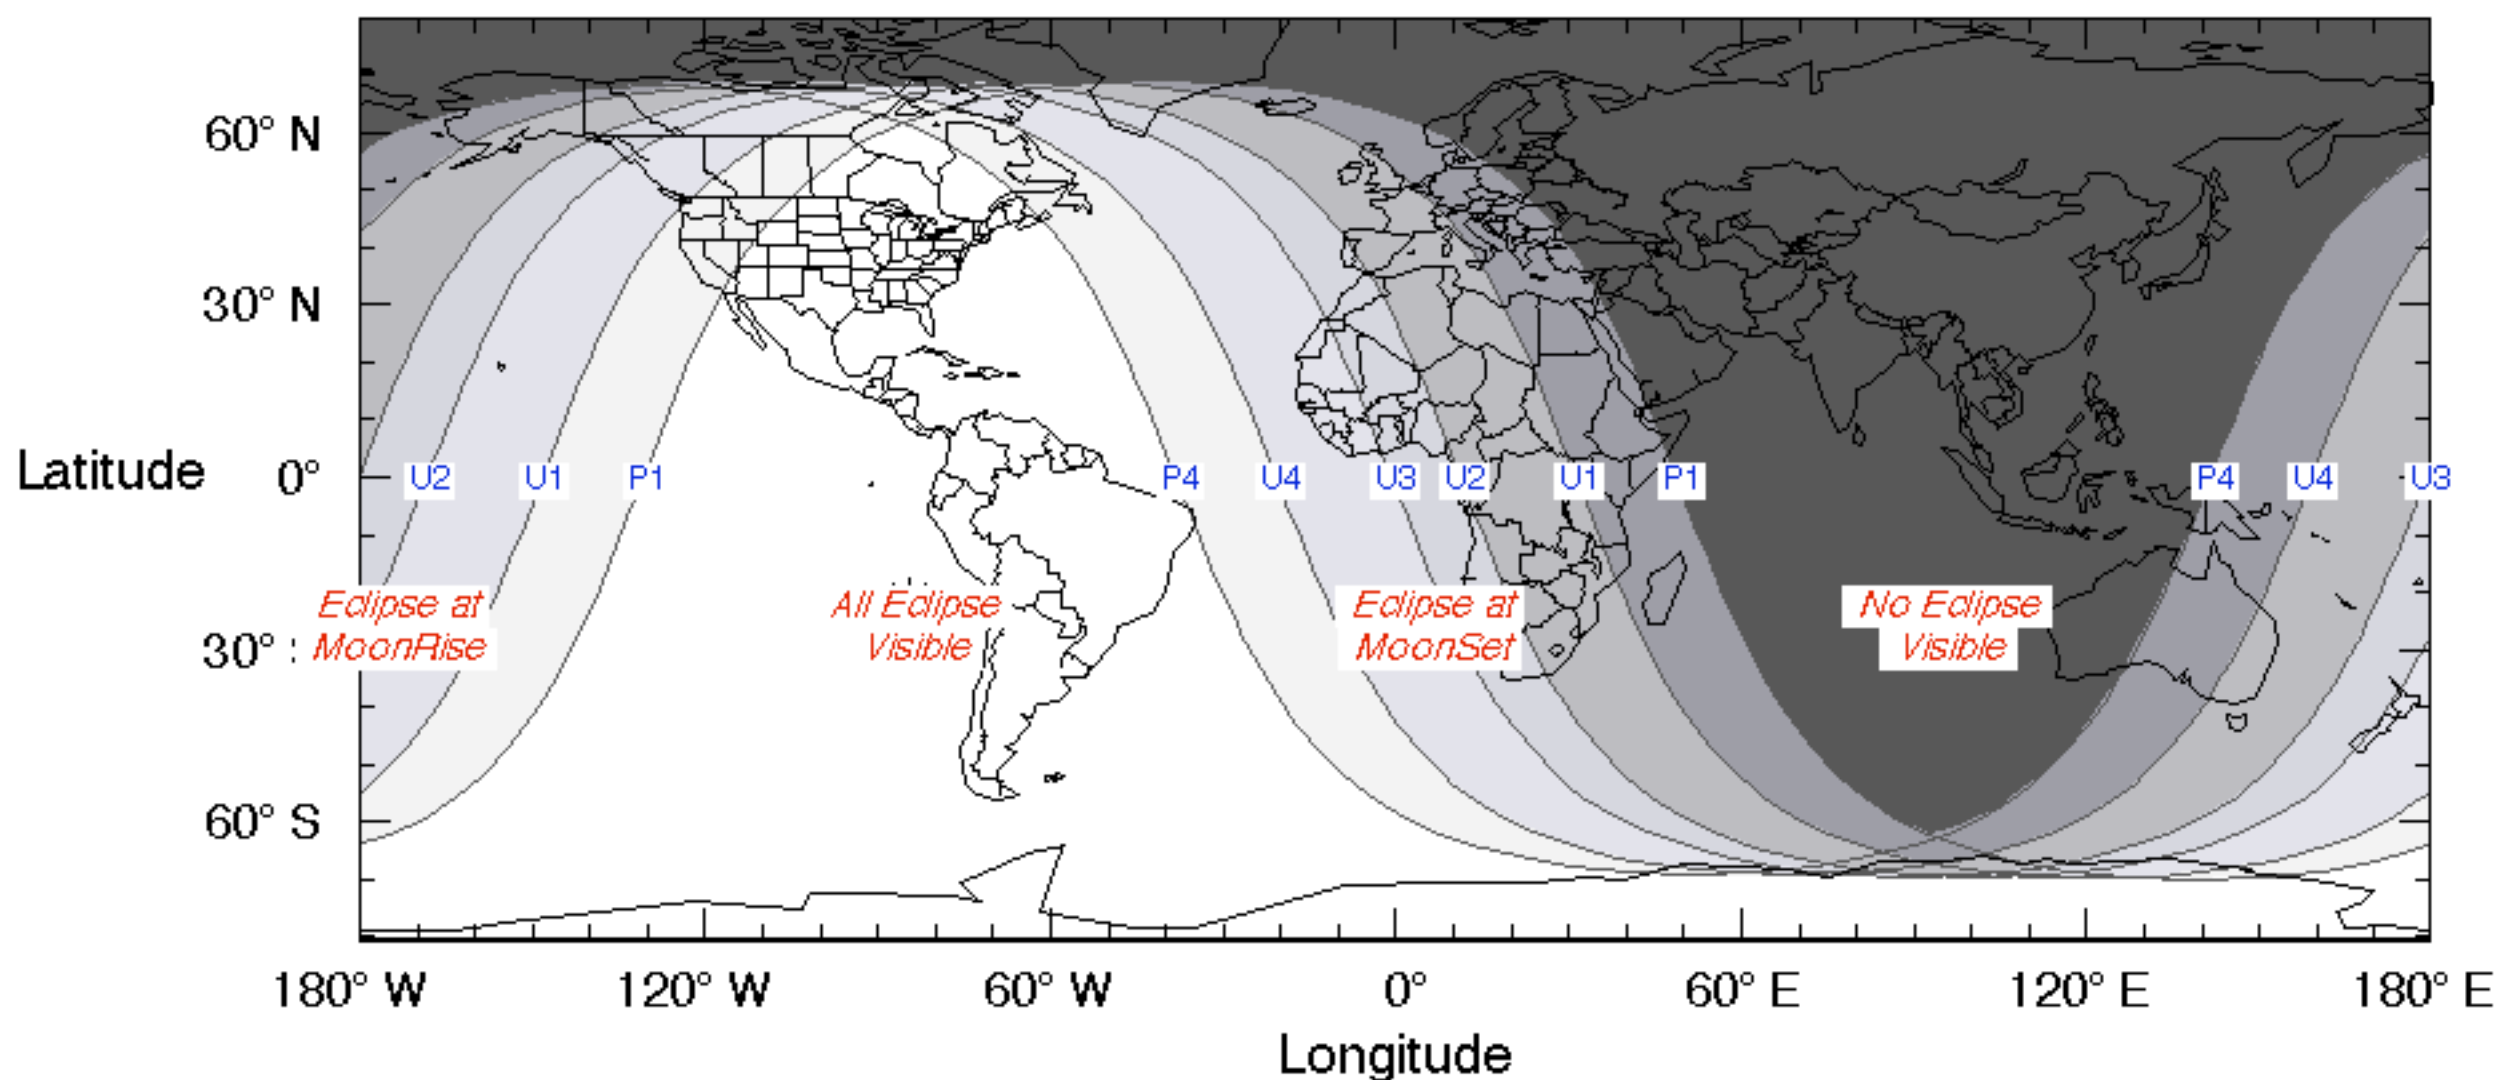 60° N
30° N
Latitude 0° U2 U1 P1 P4 U4 U3 U2 U1 P1 P4 U4 U3
Eclipse at All Eclipse Eclipse at No Eclipse
30° : MoonRise Visible MoonSet Visible
60° S
180° W 120° W 60° W 0° 60° E 120° E 180° E
Longitude